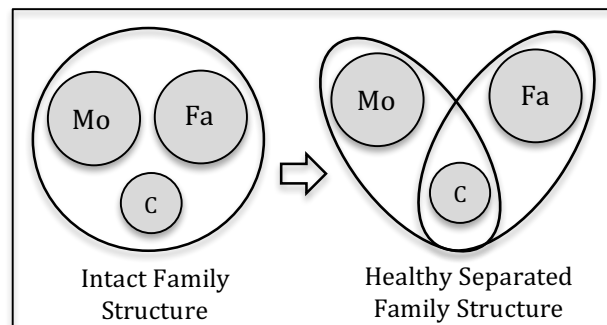 Mo
Fa
C
Intact Family
Structure
Mo
Fa
C
Healthy Separated
Family Structure